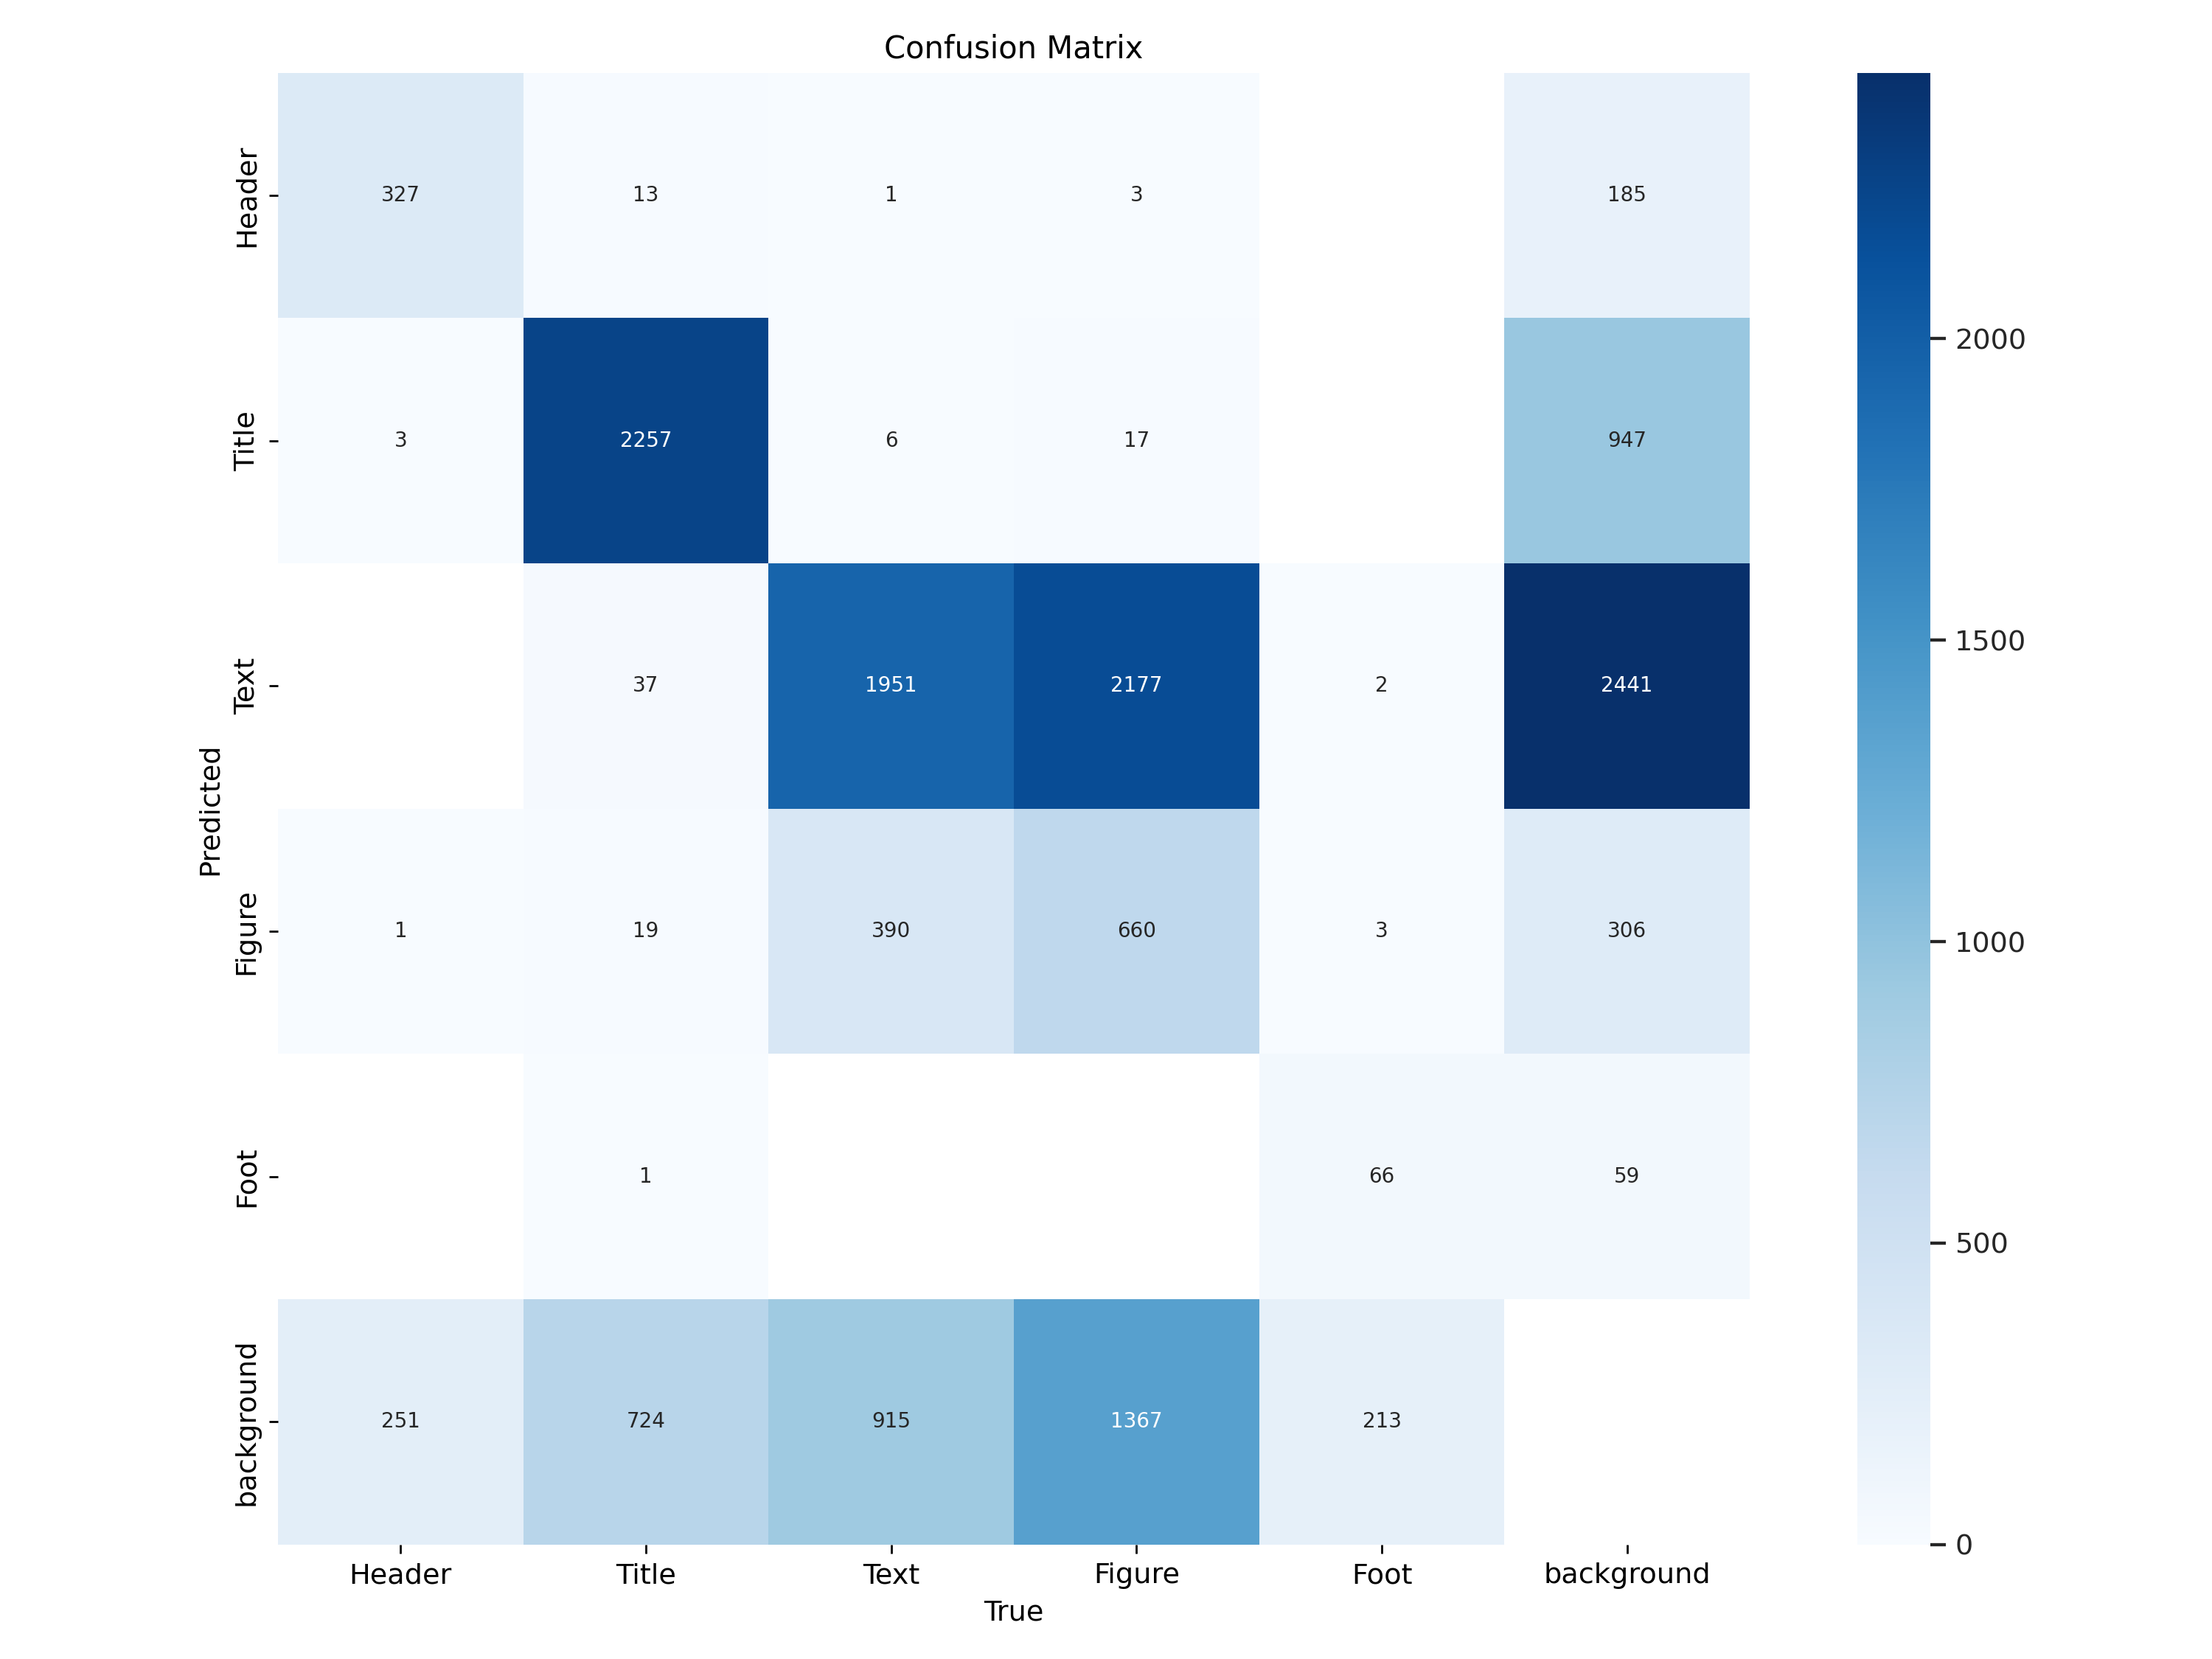 Confusion Matrix
Header 327 13 1 3 185
Title 3 2257 6 17 947
Text 37 1951 2177 2 2441
Figure 1 19 390 660 3 306
Foot 1 66 59
background 251 724 915 1367 213
Header Title Text Figure Foot background
True
Predicted
2000
1500
1000
500
0